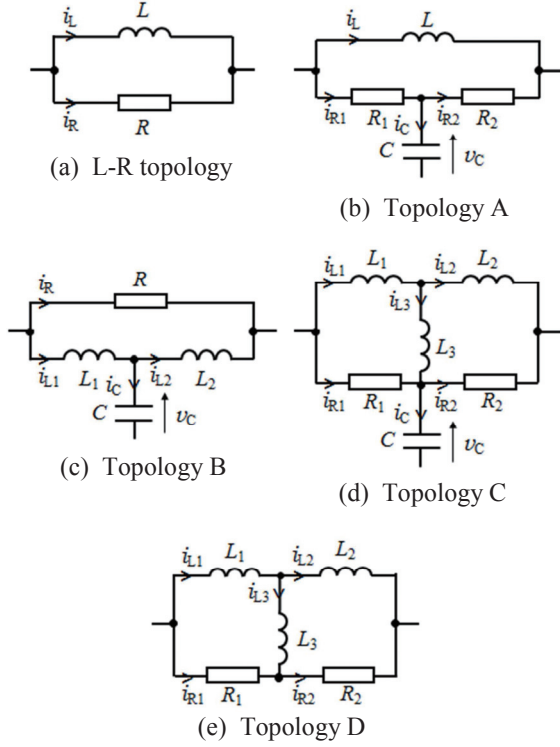 i_L L
i_R R
(a) L-R topology
i_L L
i_R1 R_1 i_C i_R2 R_2
C v_C
(b) Topology A
i_R R
i_L1 L_1 i_C i_L2 L_2
C v_C
(c) Topology B
i_L1 L_1 i_L2 L_2
i_L3
L_3
i_R1 R_1 i_C i_R2 R_2
C v_C
(d) Topology C
i_L1 L_1 i_L2 L_2
i_L3
L_3
i_R1 R_1 i_R2 R_2
(e) Topology D